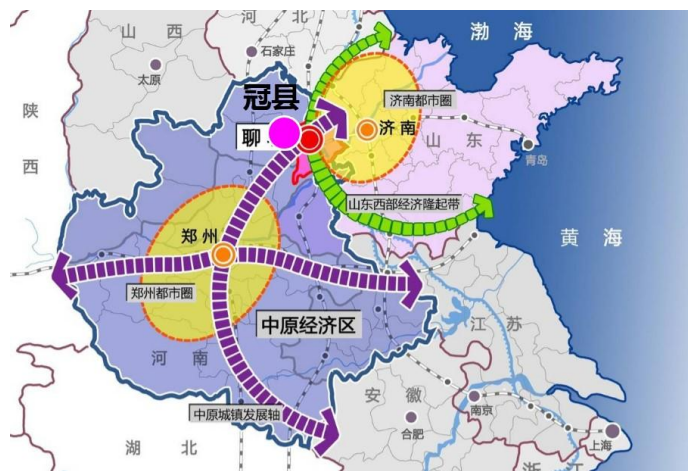 河 北
渤 海
山 西
石家庄
太原
冠县
济南都市圈
陕
西
聊
济南
山 东
青岛
山东西部经济隆起带
郑州
黄 海
郑州都市圈
中原经济区
江 苏
河 南
安 徽
中原城镇发展轴
南京
合肥
上海
湖 北